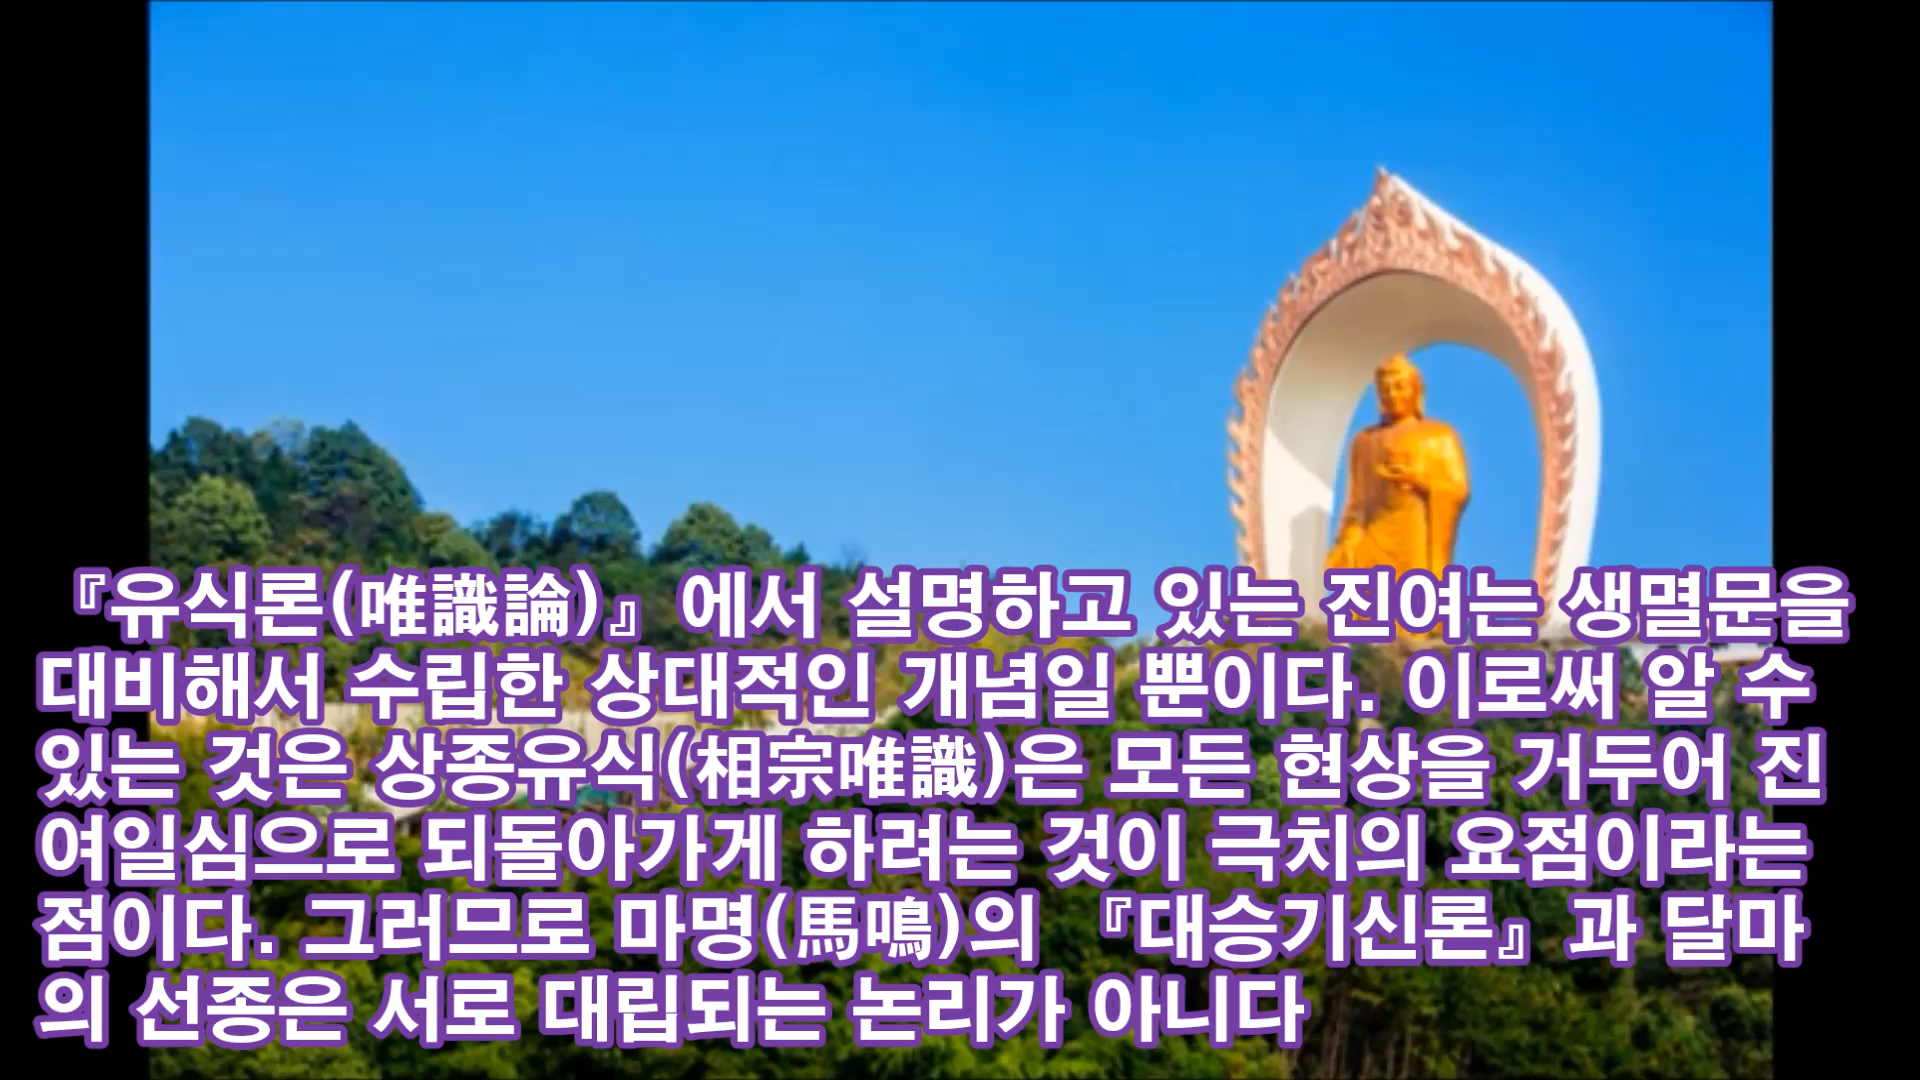 『유식론(唯識論)』에서 설명하고 있는 진여는 생멸문을
대비해서 수립한 상대적인 개념일 뿐이다. 이로써 알 수
있는 것은 상종유식(相宗唯識)은 모든 현상을 거두어 진
여일심으로 되돌아가게 하려는 것이 극치의 요점이라는
점이다. 그러므로 마명(馬鳴)의 『대승기신론』과 달마
의 선종은 서로 대립되는 논리가 아니다